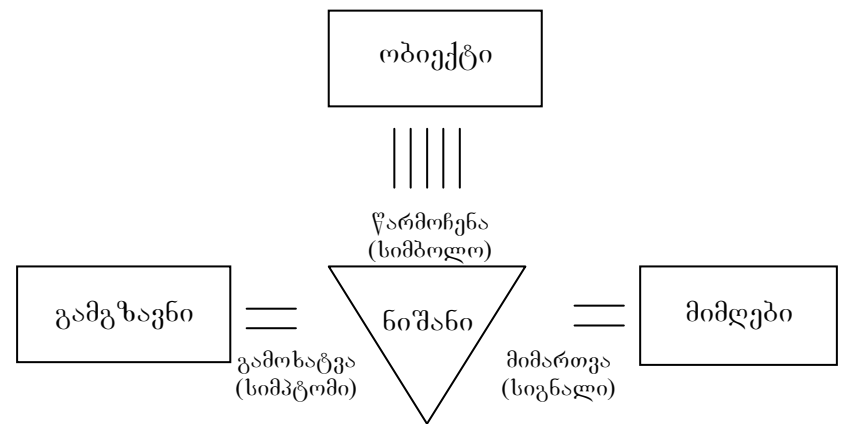 ობიექტი
წარმოჩენა
(სიმბოლო)
გამგზავნი
ნიშანი
მიმღები
გამოხატვა
(სიმპტომი)
მიმართვა
(სიგნალი)